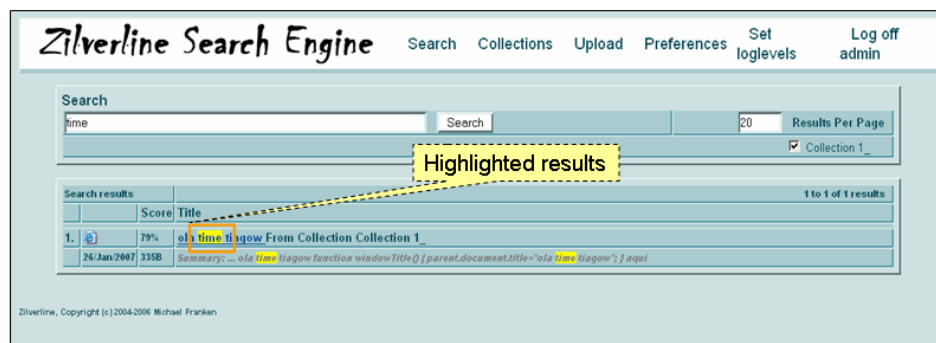 Zilverline Search Engine Search Collections Upload Preferences Set loglevels Log off admin
Search
time Search 20 Results Per Page
Collection 1_
Highlighted results
Search results 1 to 1 of 1 results
Score Title
1. 79% ola time tiagow From Collection Collection 1_
26/Jan/2007 335B Summary: ... ola time tiagow function windowTitle() { parent.document.title="ola time tiagow"; } aqui
Zilverline, Copyright (c) 2004-2006 Michael Franken